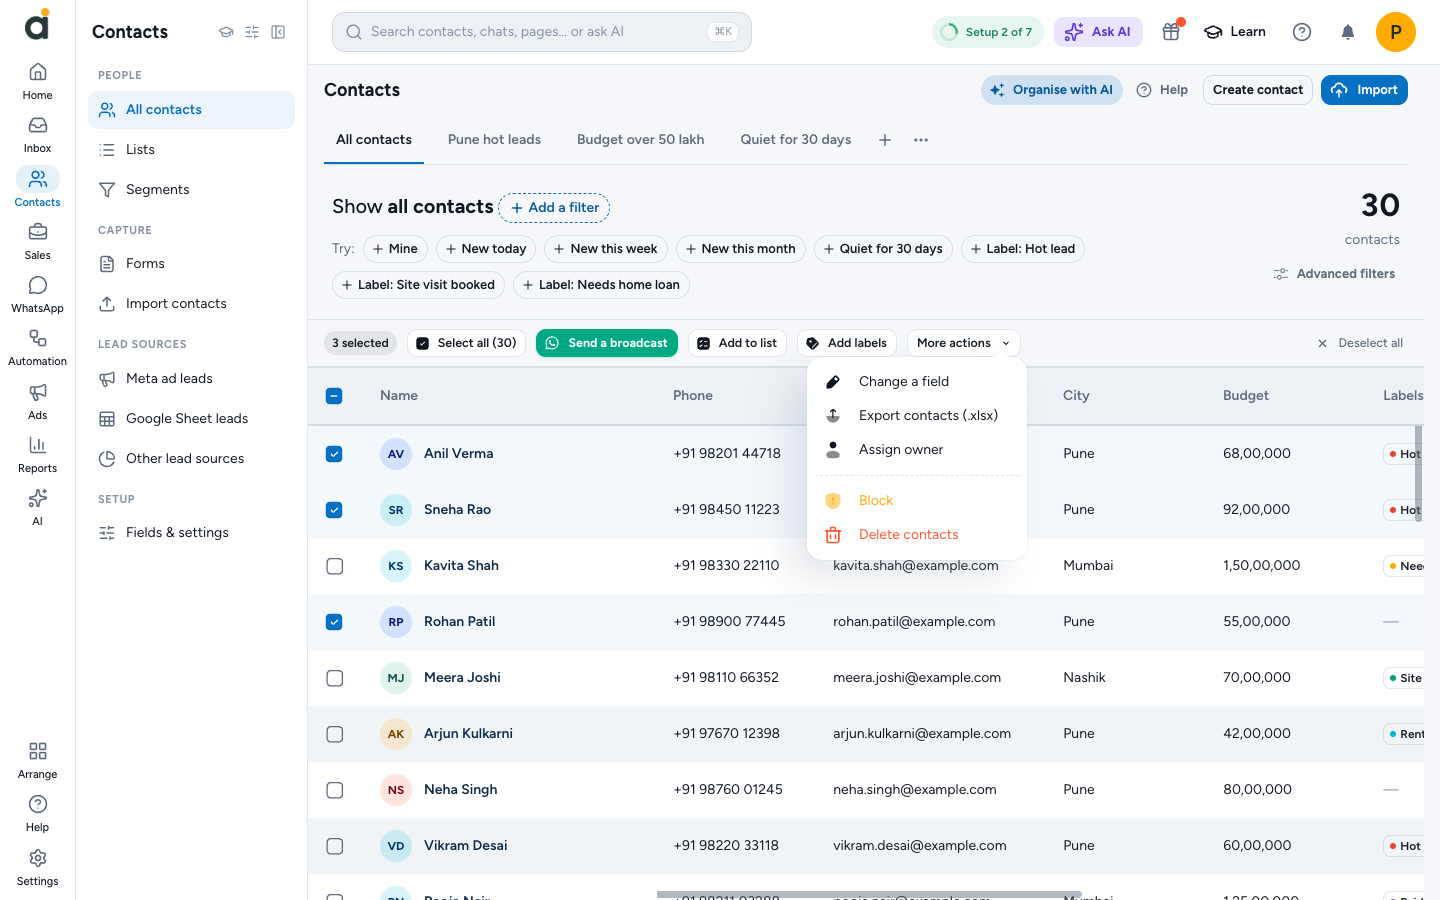 Home
Inbox
Contacts
Sales
WhatsApp
Automation
Ads
Reports
AI
Arrange
Help
Settings
Contacts
PEOPLE
All contacts
Lists
Segments
CAPTURE
Forms
Import contacts
LEAD SOURCES
Meta ad leads
Google Sheet leads
Other lead sources
SETUP
Fields & settings
Search contacts, chats, pages... or ask AI ⌘K
Setup 2 of 7
Ask AI
Learn
P
Contacts
Organise with AI
Help
Create contact
Import
All contacts Pune hot leads Budget over 50 lakh Quiet for 30 days
Show all contacts + Add a filter
30
contacts
Try: + Mine + New today + New this week + New this month + Quiet for 30 days + Label: Hot lead
+ Label: Site visit booked + Label: Needs home loan
Advanced filters
3 selected Select all (30) Send a broadcast Add to list Add labels More actions Deselect all
Change a field
Export contacts (.xlsx)
Assign owner
Block
Delete contacts
Name Phone City Budget Labels
AV Anil Verma +91 98201 44718 Pune 68,00,000 Hot
SR Sneha Rao +91 98450 11223 Pune 92,00,000 Hot
KS Kavita Shah +91 98330 22110 kavita.shah@example.com Mumbai 1,50,00,000
RP Rohan Patil +91 98900 77445 rohan.patil@example.com Pune 55,00,000 —
MJ Meera Joshi +91 98110 66352 meera.joshi@example.com Nashik 70,00,000 Site
AK Arjun Kulkarni +91 97670 12398 arjun.kulkarni@example.com Pune 42,00,000 Rent
NS Neha Singh +91 98760 01245 neha.singh@example.com Pune 80,00,000 —
VD Vikram Desai +91 98220 33118 vikram.desai@example.com Pune 60,00,000 Hot